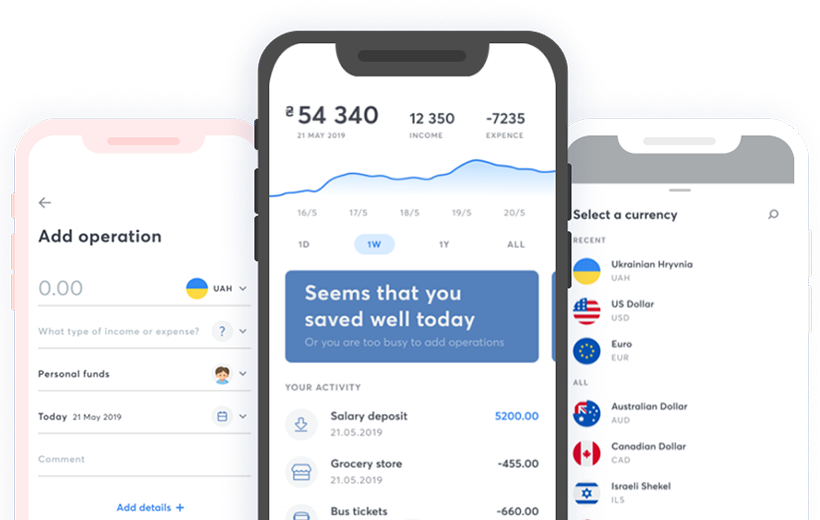 Add operation
0.00 UAH
What type of income or expense? ?
Personal funds
Today 21 May 2019
Comment
Add details +
₴ 54 340
21 MAY 2019
12 350
INCOME
-7235
EXPENCE
16/5 17/5 18/5 19/5 20/5
1D 1W 1Y ALL
Seems that you
saved well today
Or you are too busy to add operations
YOUR ACTIVITY
Salary deposit 5200.00
21.05.2019
Grocery store -455.00
21.05.2019
Bus tickets -660.00
Select a currency
RECENT
Ukrainian Hryvnia
UAH
US Dollar
USD
Euro
EUR
ALL
Australian Dollar
AUD
Canadian Dollar
CAD
Israeli Shekel
ILS